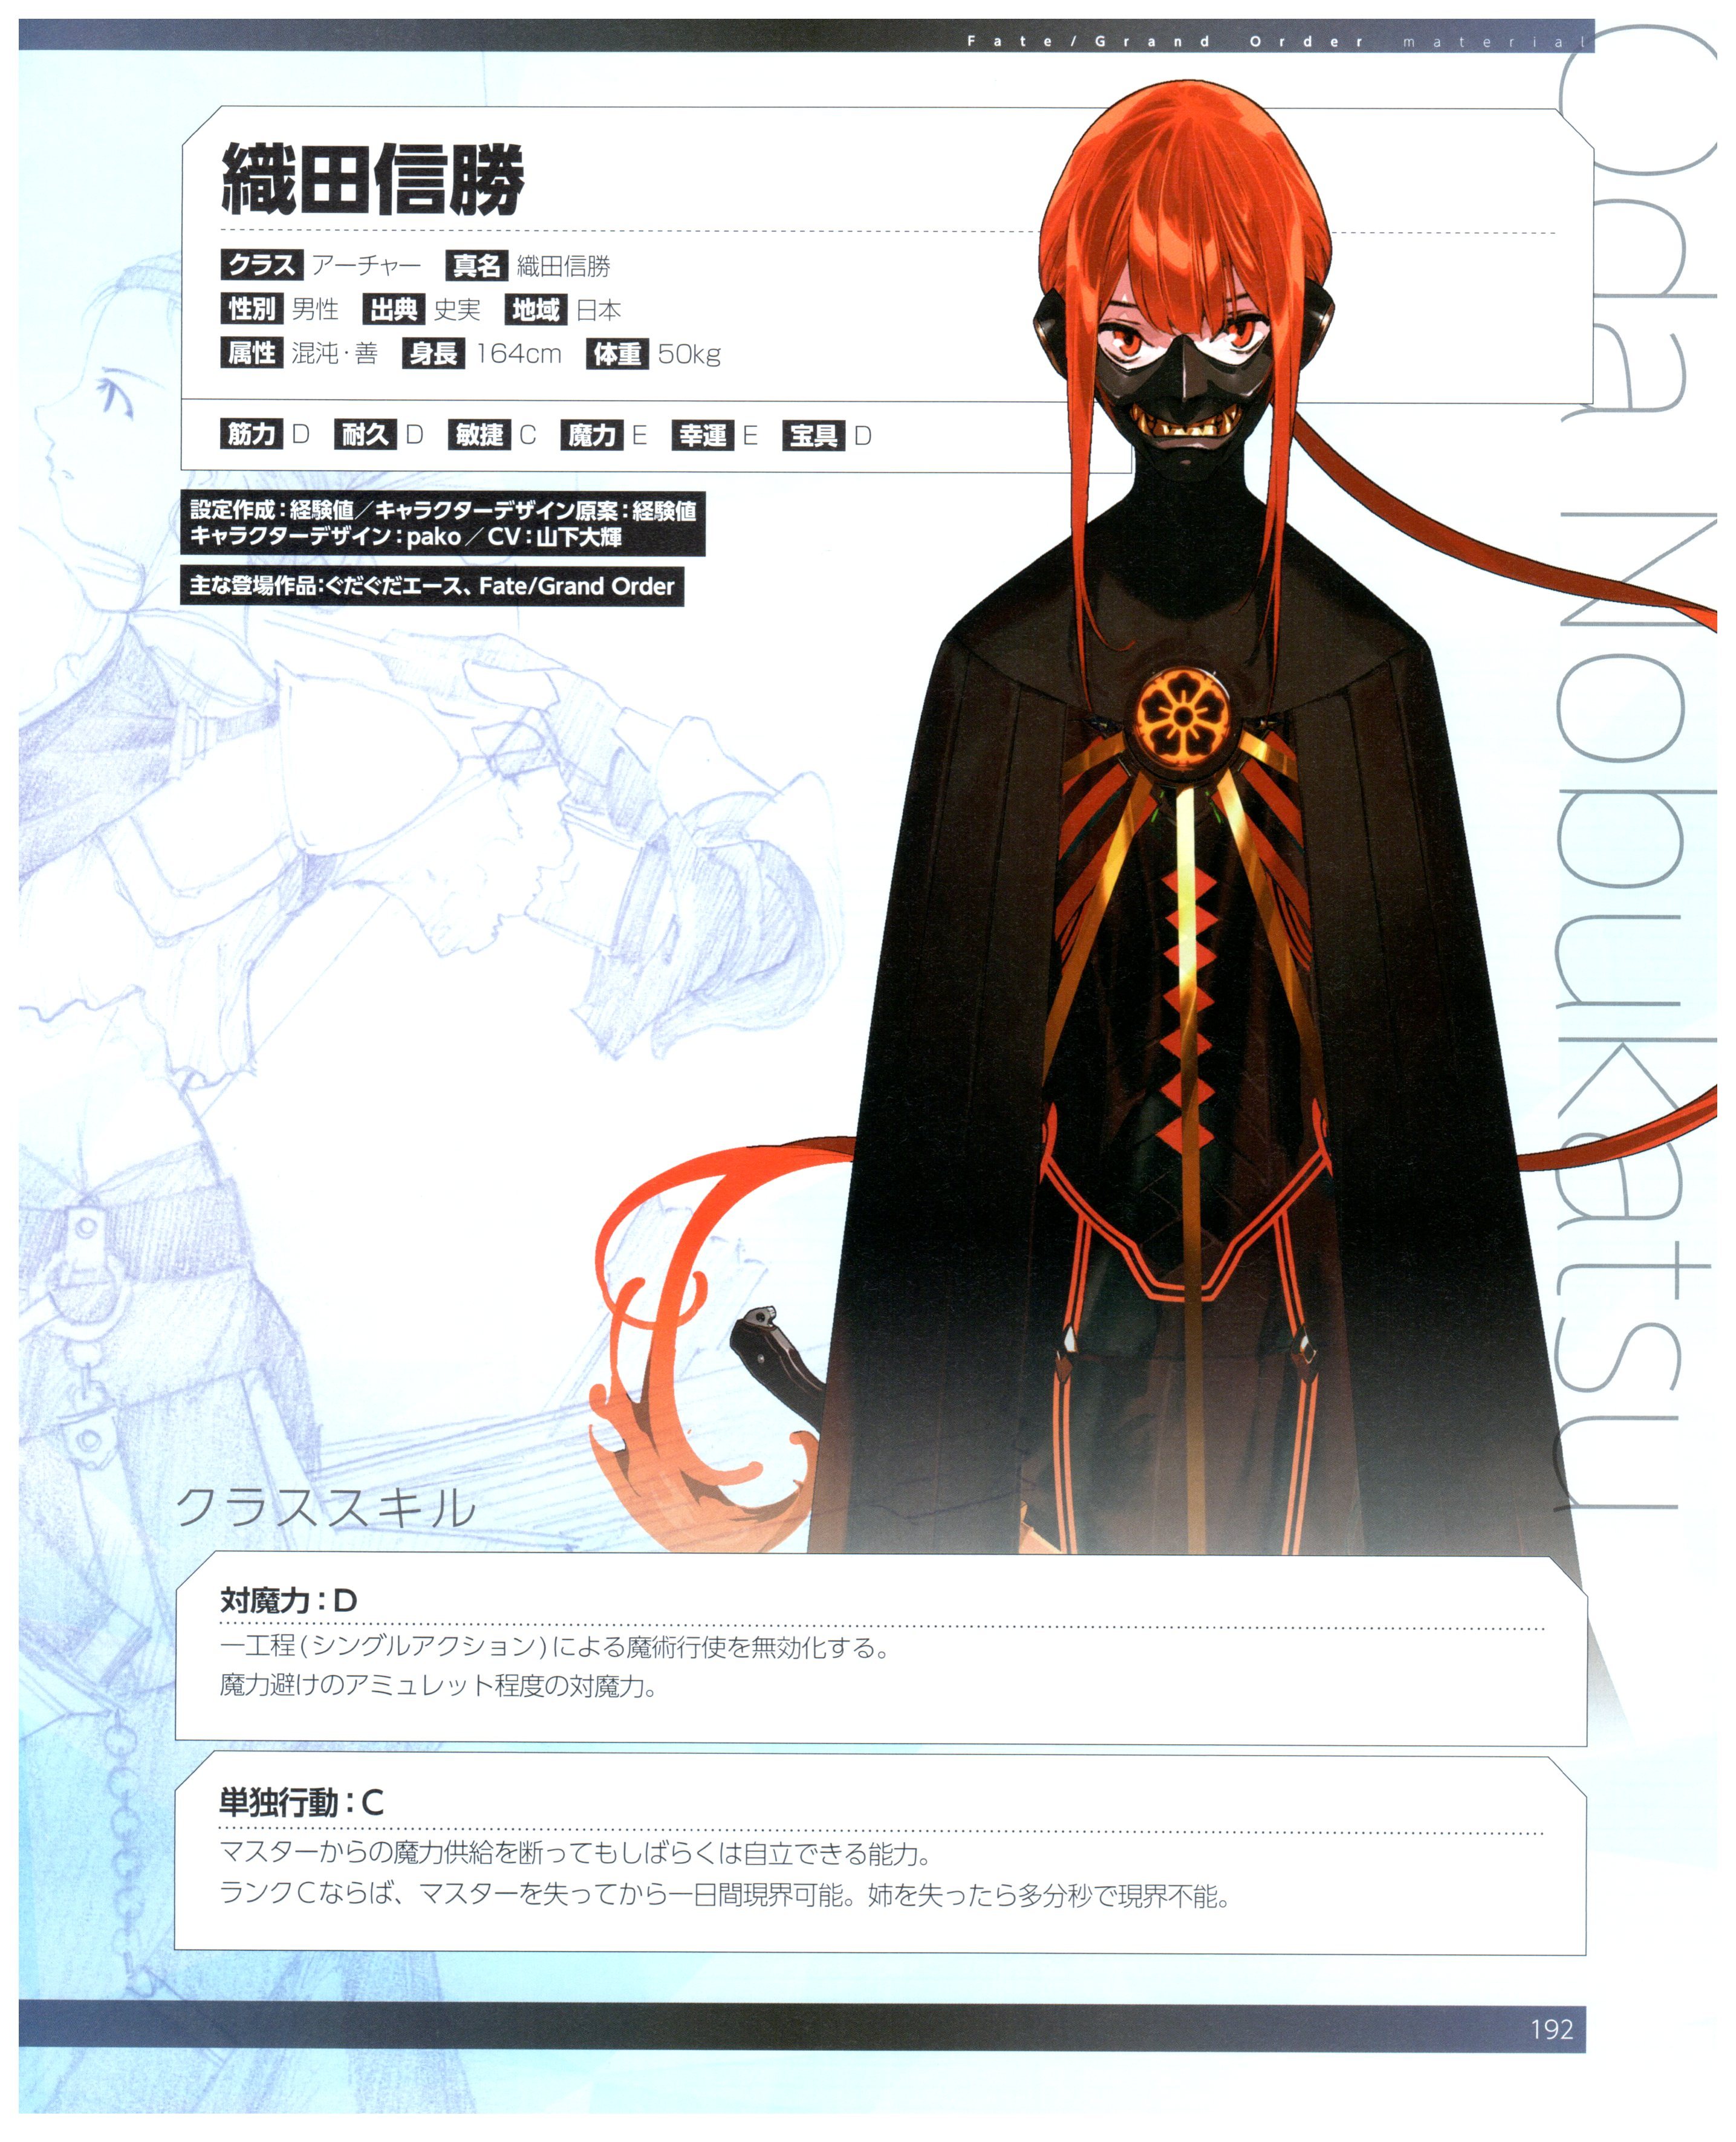 Fate/Grand Order material
Oda Nobukatsu
織田信勝
クラス アーチャー 真名 織田信勝
性別 男性 出典 史実 地域 日本
属性 混沌・善 身長 164cm 体重 50kg
筋力 D 耐久 D 敏捷 C 魔力 E 幸運 E 宝具 D
設定作成：経験値／キャラクターデザイン原案：経験値
キャラクターデザイン：pako／CV：山下大輝
主な登場作品：ぐだぐだエース、Fate/Grand Order
クラススキル
対魔力：D
一工程(シングルアクション)による魔術行使を無効化する。
魔力避けのアミュレット程度の対魔力。
単独行動：C
マスターからの魔力供給を断ってもしばらくは自立できる能力。
ランクCならば、マスターを失ってから一日間現界可能。姉を失ったら多分秒で現界不能。
192